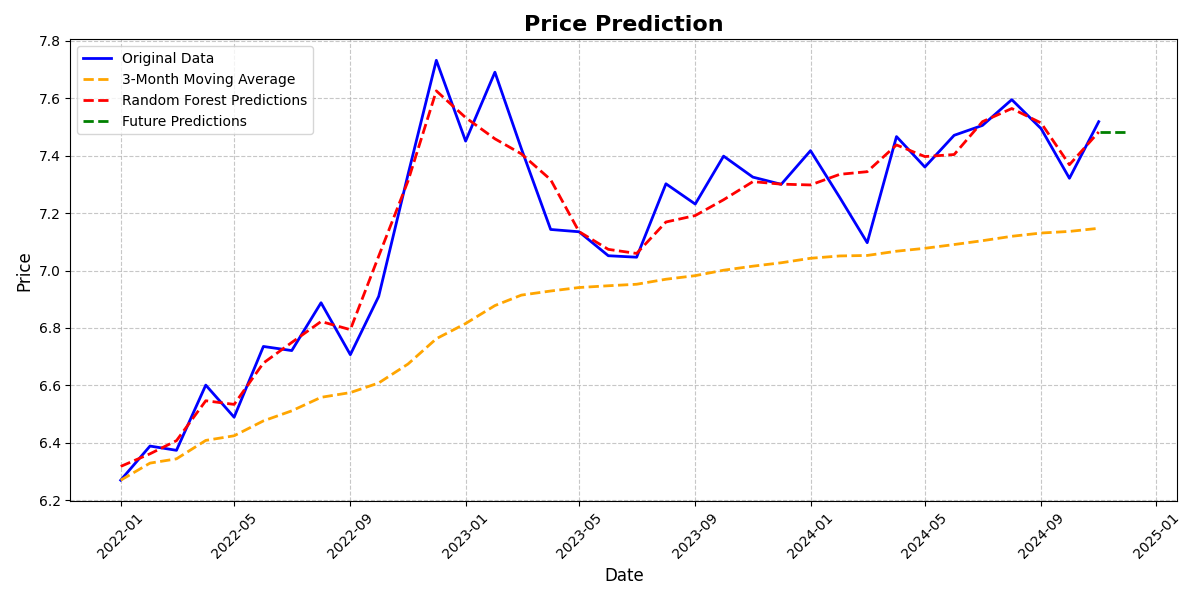 Price Prediction
Original Data
3-Month Moving Average
Random Forest Predictions
Future Predictions
Price
7.8
7.6
7.4
7.2
7.0
6.8
6.6
6.4
6.2
2022-01
2022-05
2022-09
2023-01
2023-05
2023-09
2024-01
2024-05
2024-09
2025-01
Date